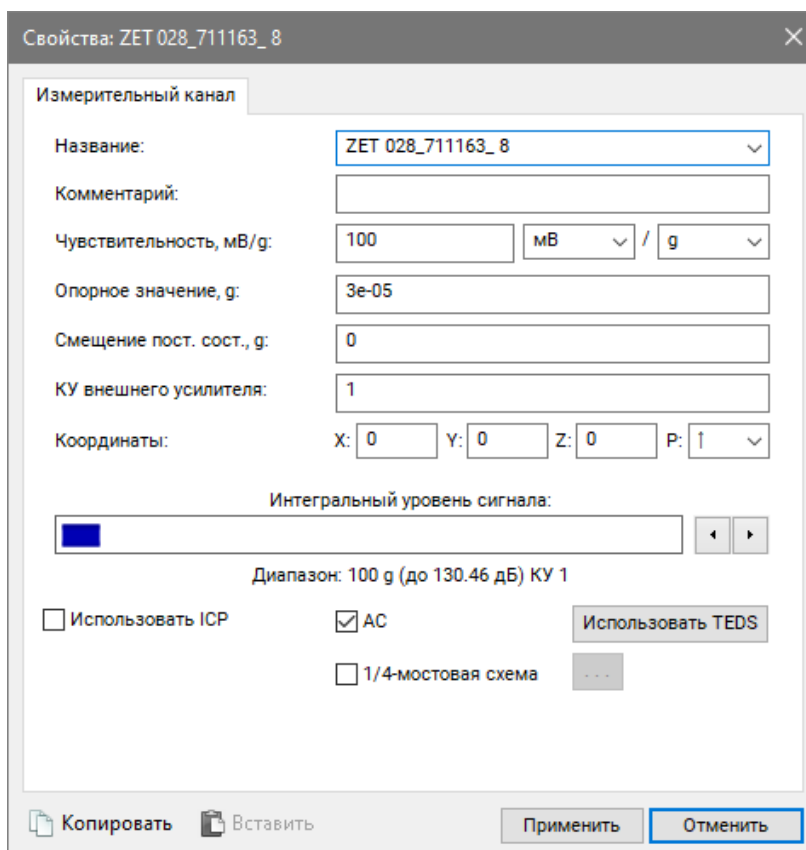 Свойства: ZET 028_711163_ 8
Измерительный канал
Название: ZET 028_711163_ 8
Комментарий:
Чувствительность, мВ/g: 100 мВ / g
Опорное значение, g: 3e-05
Смещение пост. сост., g: 0
КУ внешнего усилителя: 1
Координаты: X: 0 Y: 0 Z: 0 P: ↑
Интегральный уровень сигнала:
Диапазон: 100 g (до 130.46 дБ) КУ 1
Использовать ICP AC Использовать TEDS
1/4-мостовая схема ...
Копировать Вставить Применить Отменить